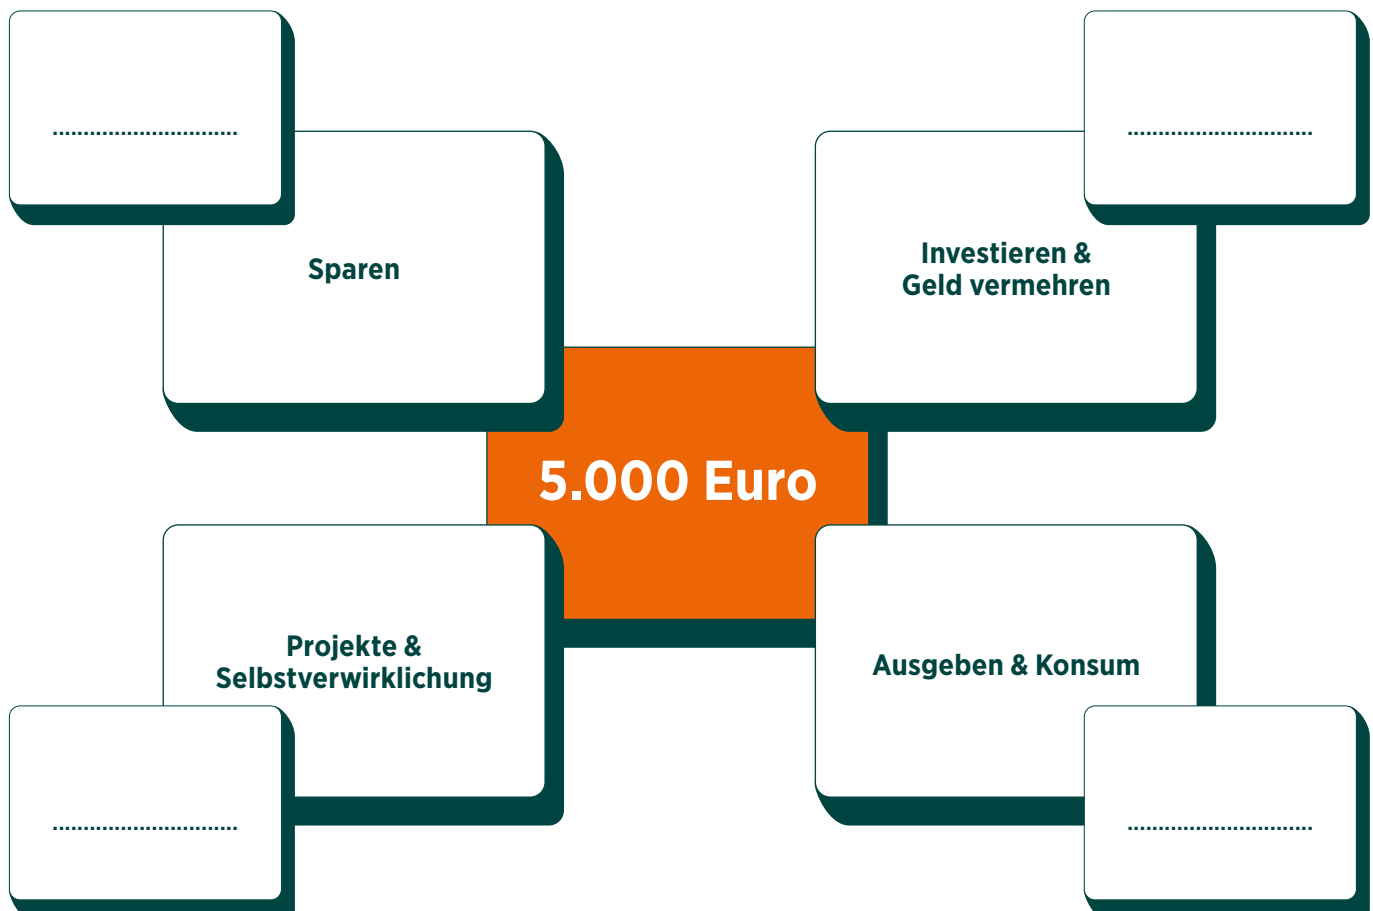 ..............................
..............................
Sparen
Investieren &
Geld vermehren
5.000 Euro
Projekte &
Selbstverwirklichung
Ausgeben & Konsum
..............................
..............................